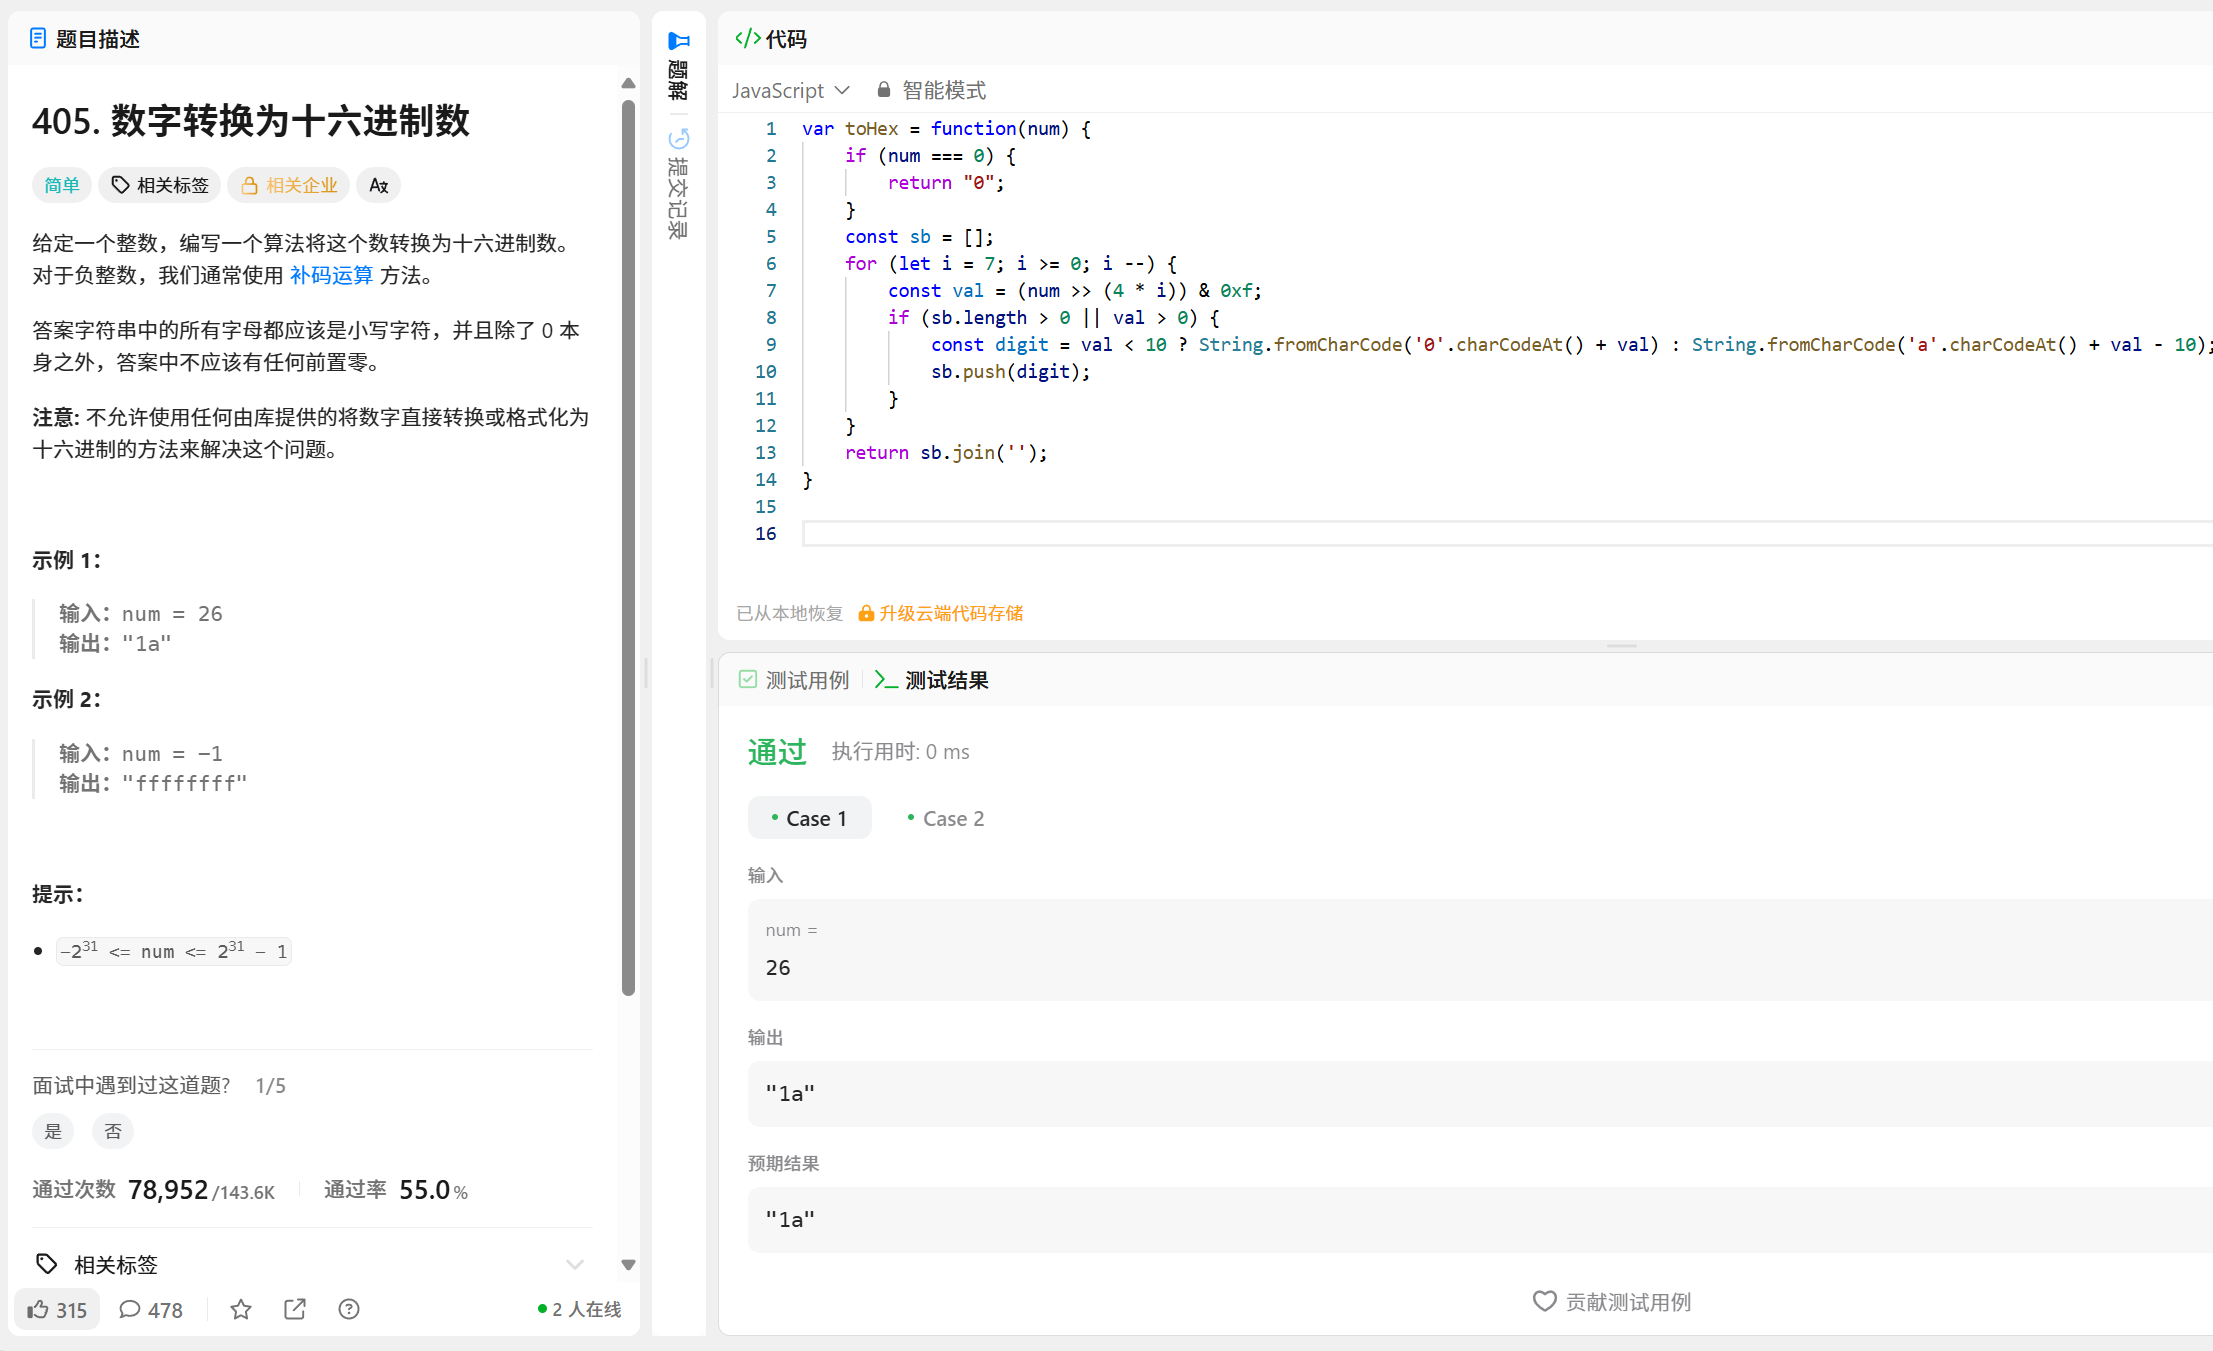 题目描述
405. 数字转换为十六进制数
简单
相关标签
相关企业
给定一个整数，编写一个算法将这个数转换为十六进制数。
对于负整数，我们通常使用 补码运算 方法。
答案字符串中的所有字母都应该是小写字符，并且除了 0 本
身之外，答案中不应该有任何前置零。
注意: 不允许使用任何由库提供的将数字直接转换或格式化为
十六进制的方法来解决这个问题。
示例 1：
输入：num = 26
输出："1a"
示例 2：
输入：num = -1
输出："ffffffff"
提示：
-2^31 <= num <= 2^31 - 1
面试中遇到过这道题? 1/5
是
否
通过次数 78,952/143.6K
通过率 55.0%
相关标签
315
478
2 人在线
题解
提交记录
</>代码
JavaScript
智能模式
1 var toHex = function(num) {
2     if (num === 0) {
3         return "0";
4     }
5     const sb = [];
6     for (let i = 7; i >= 0; i --) {
7         const val = (num >> (4 * i)) & 0xf;
8         if (sb.length > 0 || val > 0) {
9             const digit = val < 10 ? String.fromCharCode('0'.charCodeAt() + val) : String.fromCharCode('a'.charCodeAt() + val - 10);
10             sb.push(digit);
11         }
12     }
13     return sb.join('');
14 }
15
16
已从本地恢复
升级云端代码存储
测试用例
测试结果
通过
执行用时: 0 ms
Case 1
Case 2
输入
num =
26
输出
"1a"
预期结果
"1a"
贡献测试用例